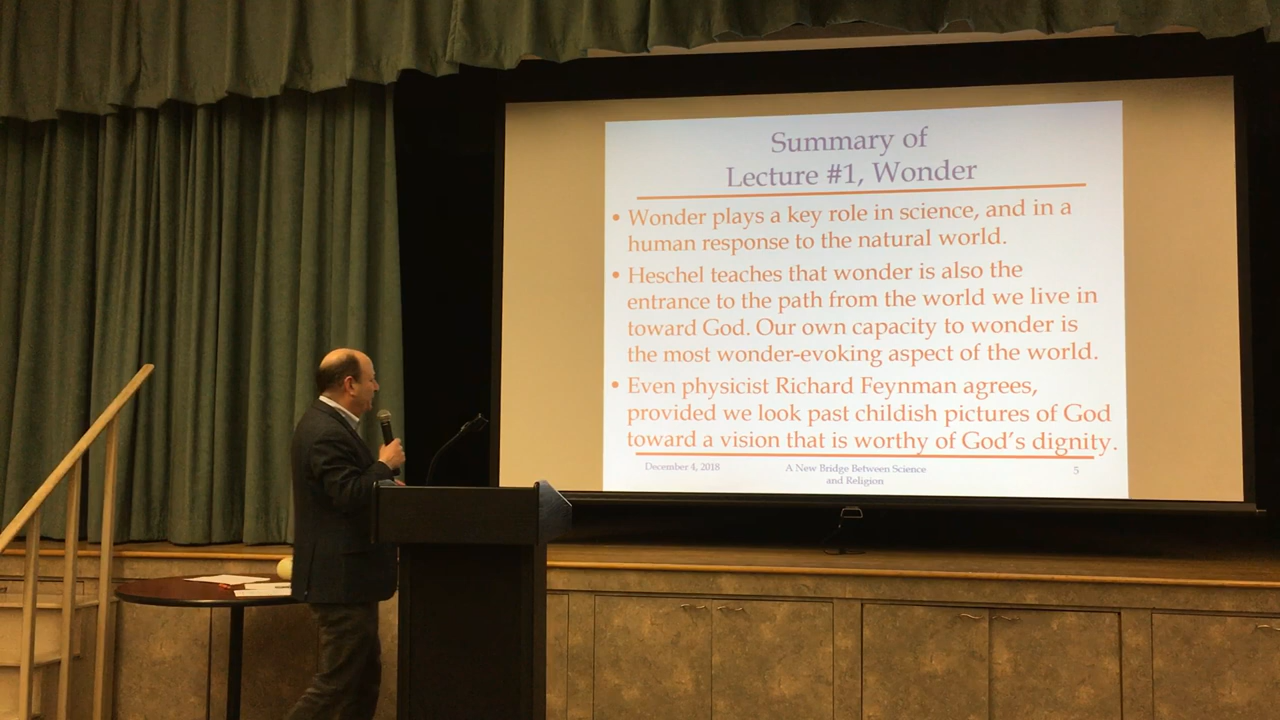 Summary of
Lecture #1, Wonder
• Wonder plays a key role in science, and in a
human response to the natural world.
• Heschel teaches that wonder is also the
entrance to the path from the world we live in
toward God. Our own capacity to wonder is
the most wonder-evoking aspect of the world.
• Even physicist Richard Feynman agrees,
provided we look past childish pictures of God
toward a vision that is worthy of God's dignity.
December 4, 2018
A New Bridge Between Science
and Religion
5